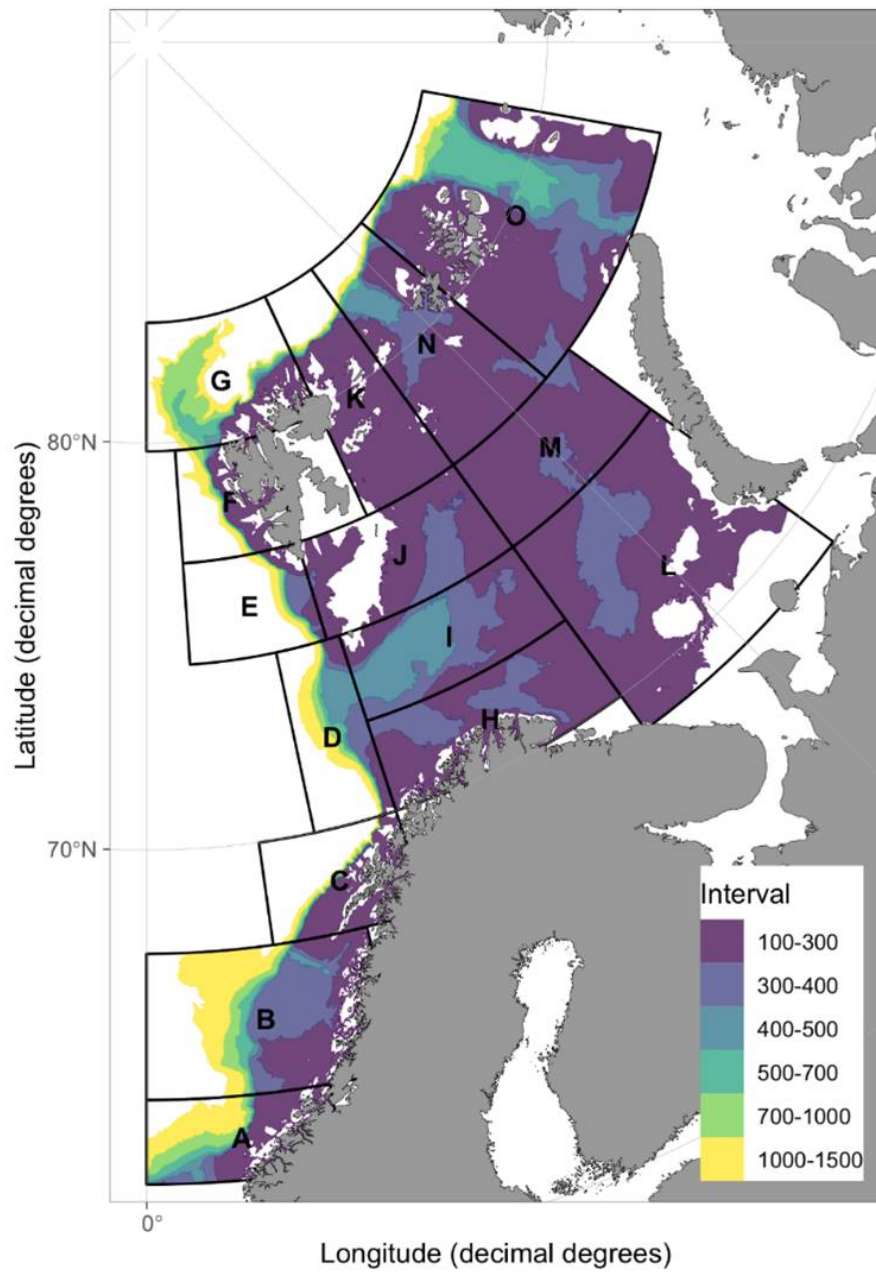 O
G
N
K
80°N
M
F
J
L
E
I
H
D
70°N
C
B
A
0°
Interval
100-300
300-400
400-500
500-700
700-1000
1000-1500
Latitude (decimal degrees)
Longitude (decimal degrees)